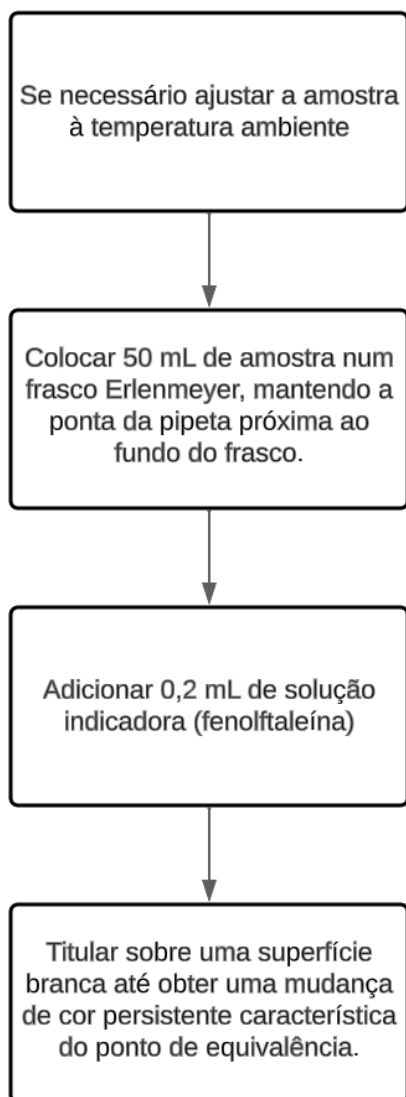 Se necessário ajustar a amostra
à temperatura ambiente
Colocar 50 mL de amostra num
frasco Erlenmeyer, mantendo a
ponta da pipeta próxima ao
fundo do frasco.
Adicionar 0,2 mL de solução
indicadora (fenolftaleína)
Titular sobre uma superfície
branca até obter uma mudança
de cor persistente característica
do ponto de equivalência.